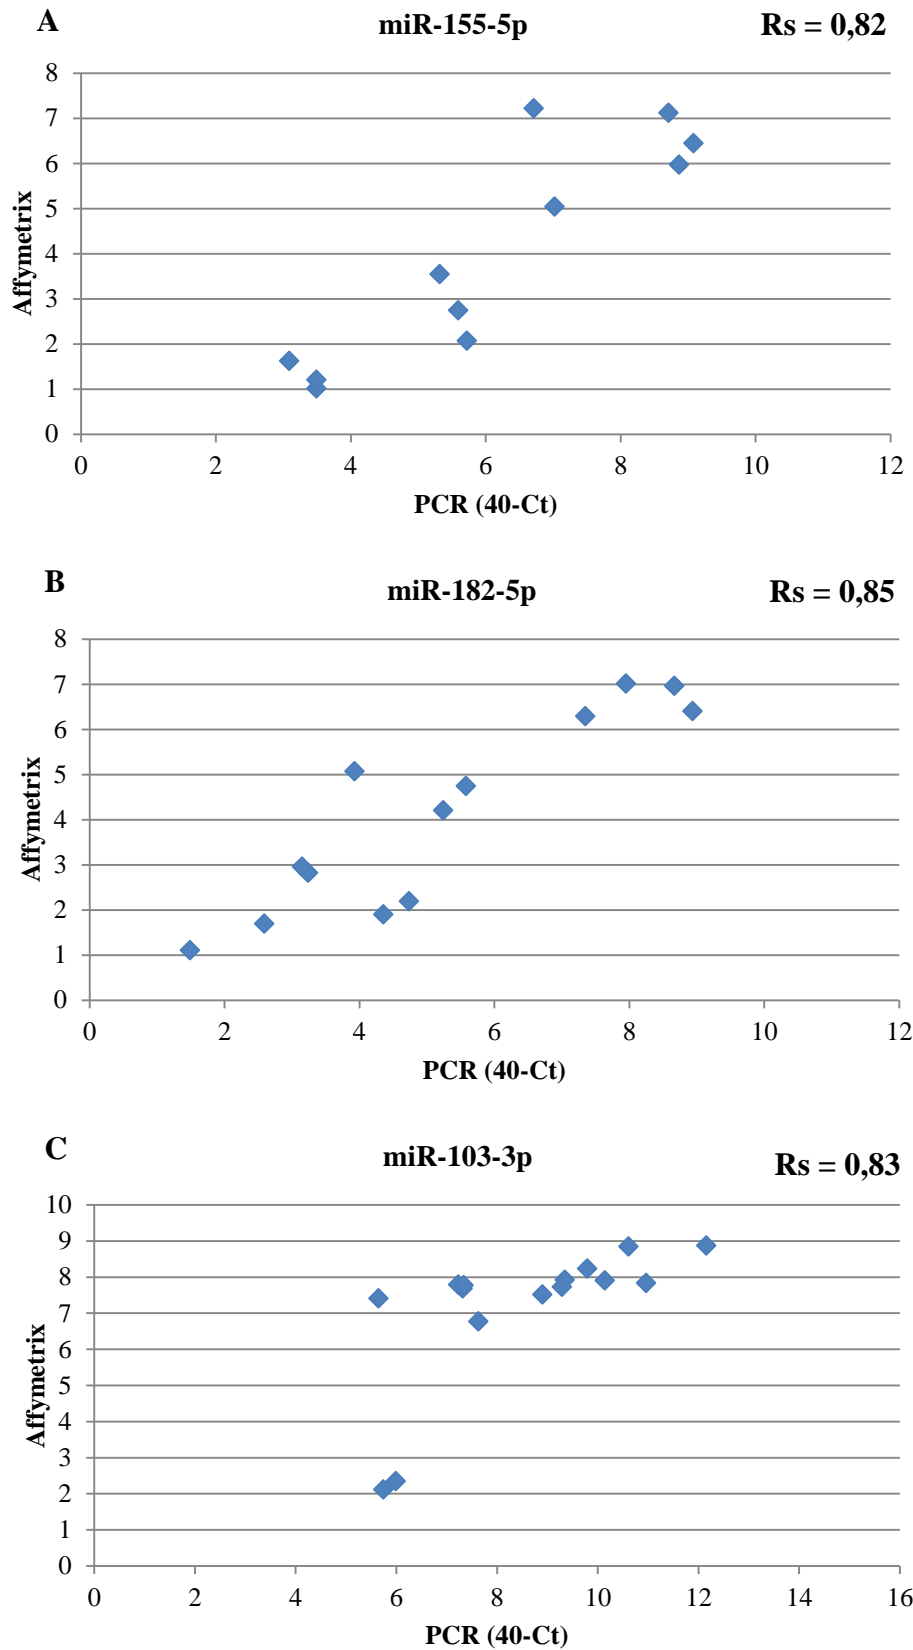 A
miR-155-5p
Rs = 0,82
8
7
6
5
4
3
2
1
0
Affymetrix
0 2 4 6 8 10 12
PCR (40-Ct)
B
miR-182-5p
Rs = 0,85
8
7
6
5
4
3
2
1
0
Affymetrix
0 2 4 6 8 10 12
PCR (40-Ct)
C
miR-103-3p
Rs = 0,83
10
9
8
7
6
5
4
3
2
1
0
Affymetrix
0 2 4 6 8 10 12 14 16
PCR (40-Ct)